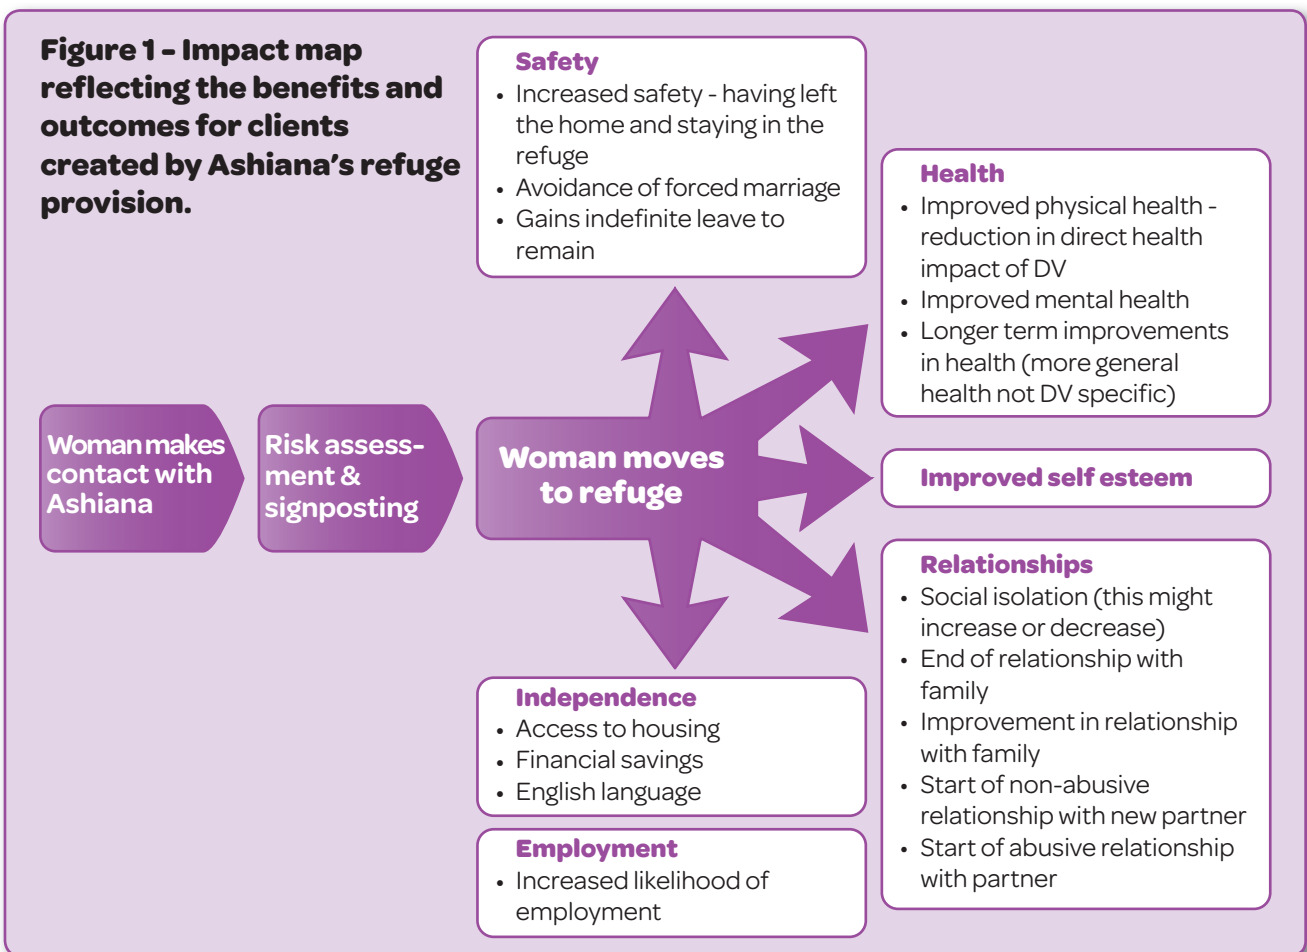 Figure 1 - Impact map
reflecting the benefits and
outcomes for clients
created by Ashiana's refuge
provision.
Woman makes
contact with
Ashiana
Risk assess-
ment &
signposting
Woman moves
to refuge
Safety
• Increased safety - having left
the home and staying in the
refuge
• Avoidance of forced marriage
• Gains indefinite leave to
remain
Health
• Improved physical health -
reduction in direct health
impact of DV
• Improved mental health
• Longer term improvements
in health (more general
health not DV specific)
Improved self esteem
Relationships
• Social isolation (this might
increase or decrease)
• End of relationship with
family
• Improvement in relationship
with family
• Start of non-abusive
relationship with new partner
• Start of abusive relationship
with partner
Independence
• Access to housing
• Financial savings
• English language
Employment
• Increased likelihood of
employment